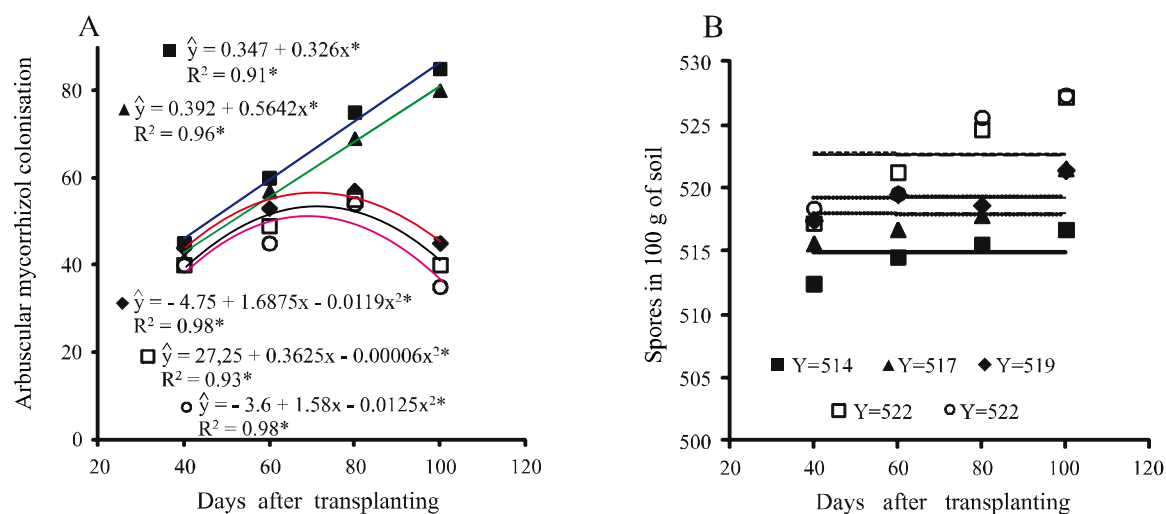 A
ŷ = 0.347 + 0.326x*
R² = 0.91*
ŷ = 0.392 + 0.5642x*
R² = 0.96*
ŷ = - 4.75 + 1.6875x - 0.0119x²*
R² = 0.98*
ŷ = 27,25 + 0.3625x - 0.00006x²*
R² = 0.93*
ŷ = - 3.6 + 1.58x - 0.0125x²*
R² = 0.98*
Arbuscular mycorrhizol colonisation
80
60
40
20
0
20 40 60 80 100 120
Days after transplanting
B
Spores in 100 g of soil
530
525
520
515
510
505
500
Y=514 Y=517 Y=519
Y=522 Y=522
20 40 60 80 100 120
Days after transplanting